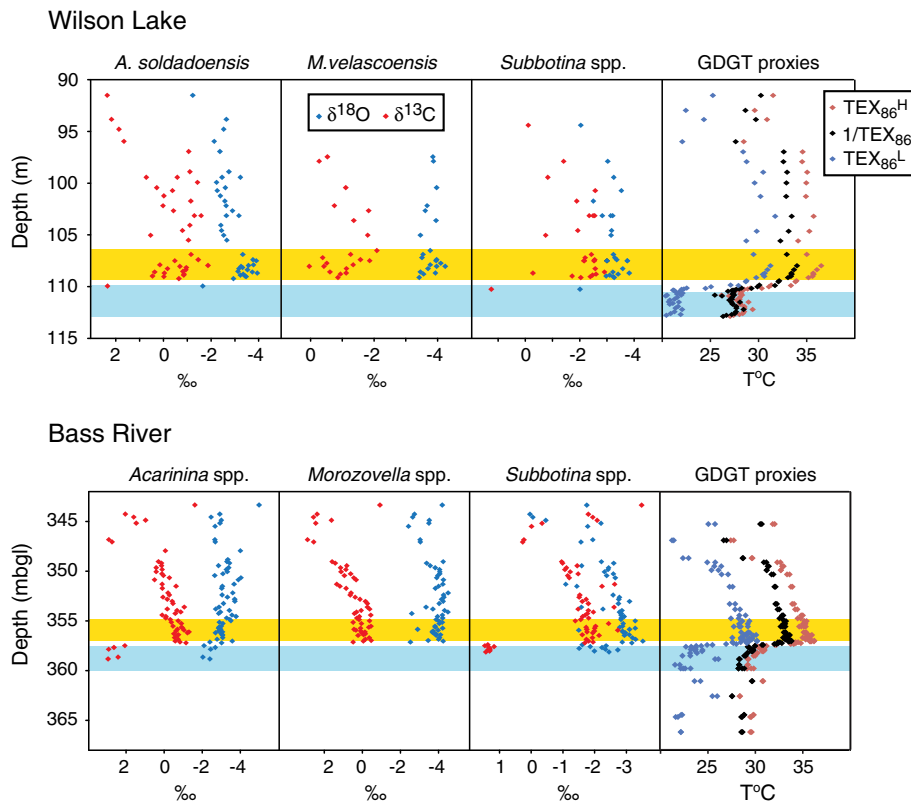 Wilson Lake
A. soldadoensis M.velascoensis Subbotina spp. GDGT proxies
δ18O δ13C
TEX86H
1/TEX86
TEX86L
Depth (m)
90
95
100
105
110
115
2 0 -2 -4 0 -2 -4 2 0 -2 -4 25 30 35
‰ ‰ ‰ T°C
Bass River
Acarinina spp. Morozovella spp. Subbotina spp. GDGT proxies
Depth (mbgl)
345
350
355
360
365
2 0 -2 -4 2 0 -2 -4 1 0 -1 -2 -3 25 30 35
‰ ‰ ‰ T°C